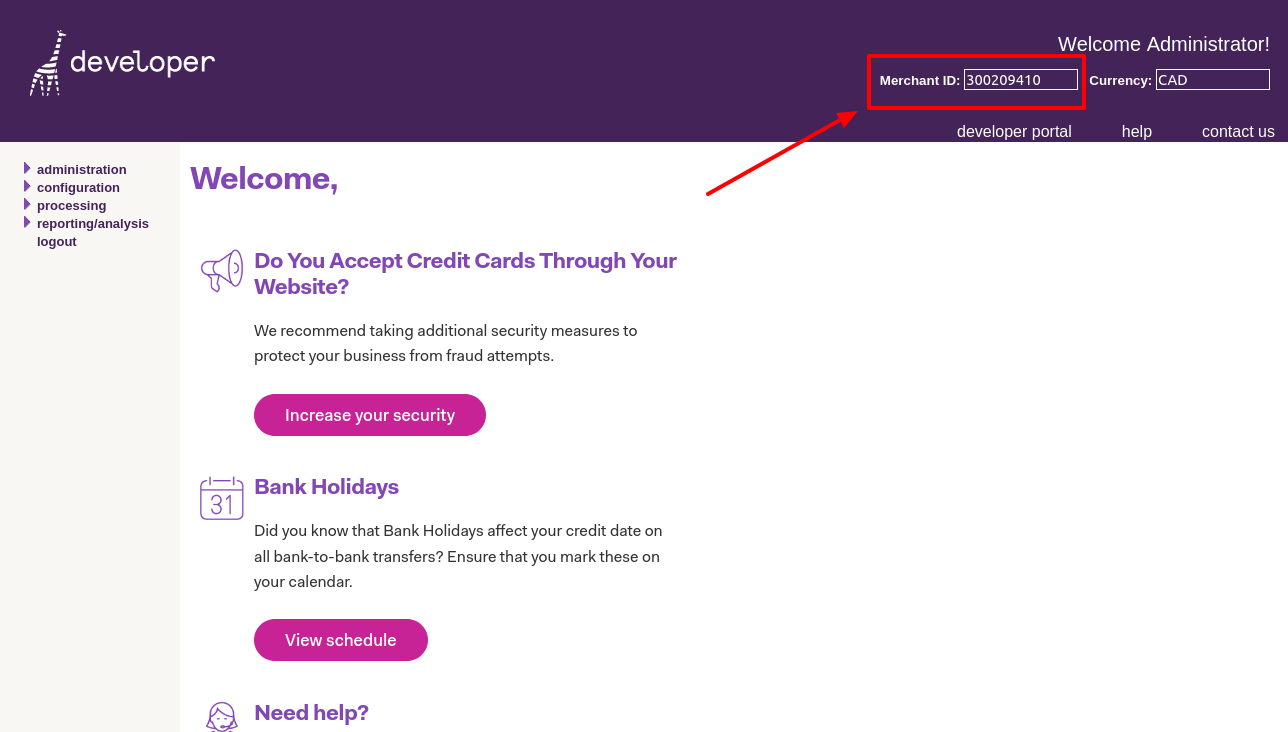 developer
Welcome Administrator!
Merchant ID: 300209410 Currency: CAD
developer portal help contact us
administration
configuration
processing
reporting/analysis
logout
Welcome,
Do You Accept Credit Cards Through Your
Website?
We recommend taking additional security measures to
protect your business from fraud attempts.
Increase your security
31
Bank Holidays
Did you know that Bank Holidays affect your credit date on
all bank-to-bank transfers? Ensure that you mark these on
your calendar.
View schedule
Need help?